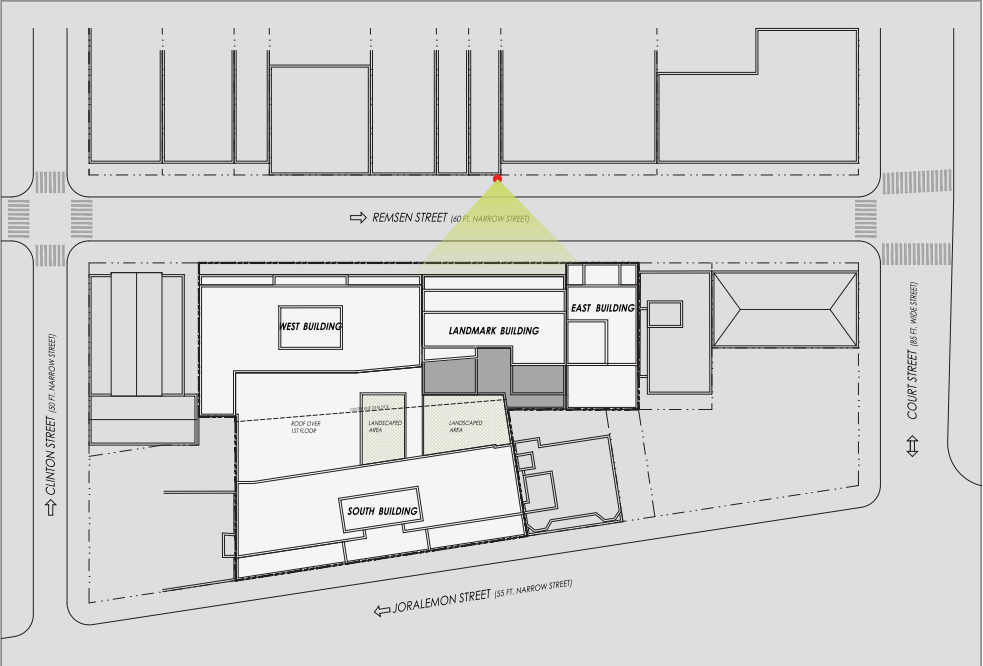 REMSEN STREET (60 FT. NARROW STREET)
WEST BUILDING
LANDMARK BUILDING
EAST BUILDING
ROOF OVER
1ST FLOOR
LANDSCAPED
AREA
LANDSCAPED
AREA
SOUTH BUILDING
CLINTON STREET (50 FT. NARROW STREET)
COURT STREET (85 FT. WIDE STREET)
JORALEMON STREET (55 FT. NARROW STREET)